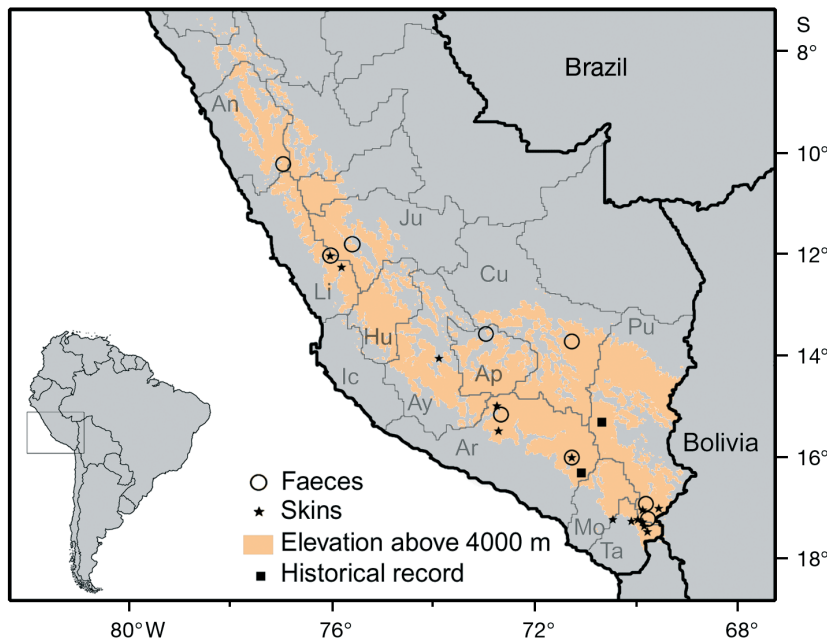 S
8°
Brazil
An
10°
Ju
12°
Cu
Li
Pu
Hu
14°
Ic
Ap
Ay
Bolivia
Ar
16°
Faeces
Skins
Mo
Elevation above 4000 m
Ta
18°
Historical record
80°W 76° 72° 68°